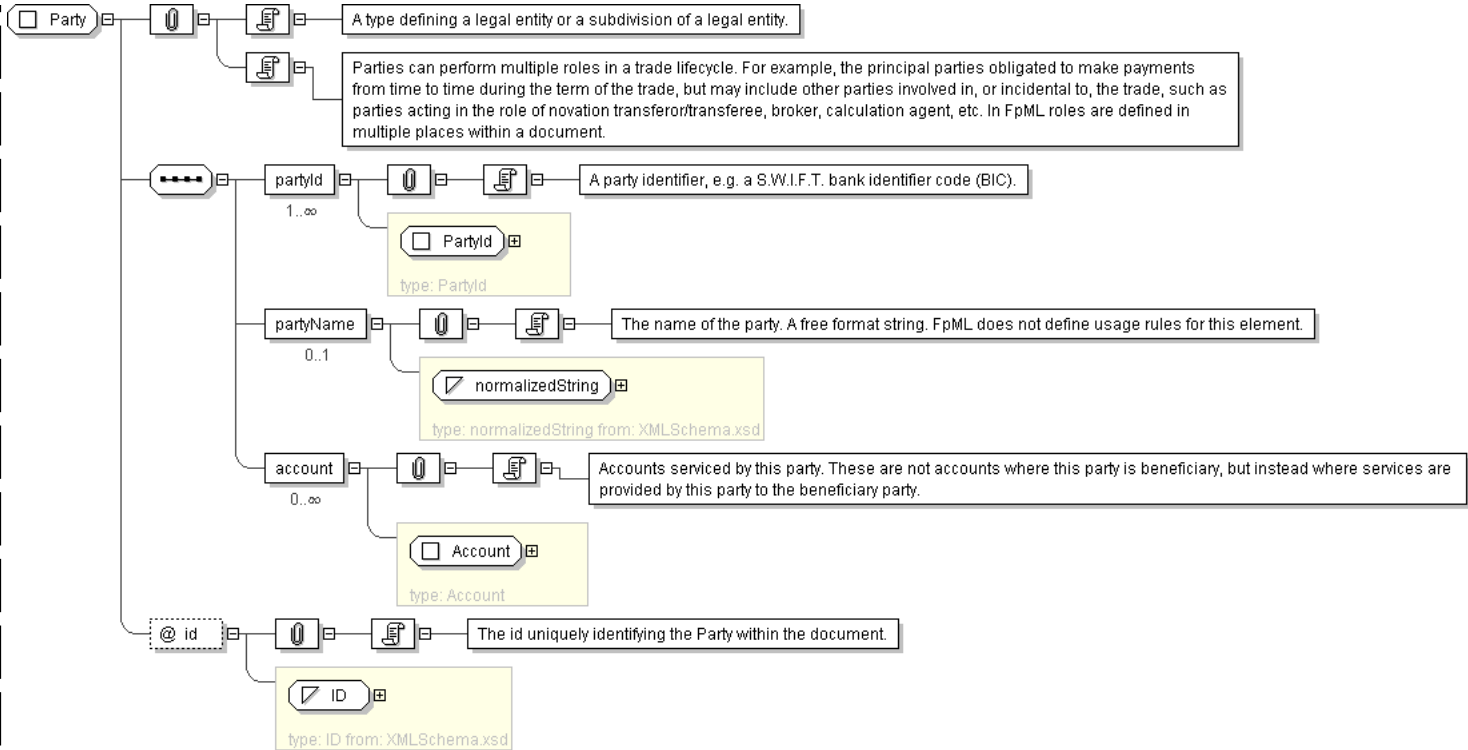 Party
A type defining a legal entity or a subdivision of a legal entity.
Parties can perform multiple roles in a trade lifecycle. For example, the principal parties obligated to make payments
from time to time during the term of the trade, but may include other parties involved in, or incidental to, the trade, such as
parties acting in the role of novation transferor/transferee, broker, calculation agent, etc. In FpML roles are defined in
multiple places within a document.
partyId
A party identifier, e.g. a S.W.I.F.T. bank identifier code (BIC).
1..∞
PartyId
type: PartyId
partyName
The name of the party. A free format string. FpML does not define usage rules for this element.
0..1
normalizedString
type: normalizedString from: XMLSchema.xsd
account
Accounts serviced by this party. These are not accounts where this party is beneficiary, but instead where services are
provided by this party to the beneficiary party.
0..∞
Account
type: Account
@ id
The id uniquely identifying the Party within the document.
ID
type: ID from: XMLSchema.xsd